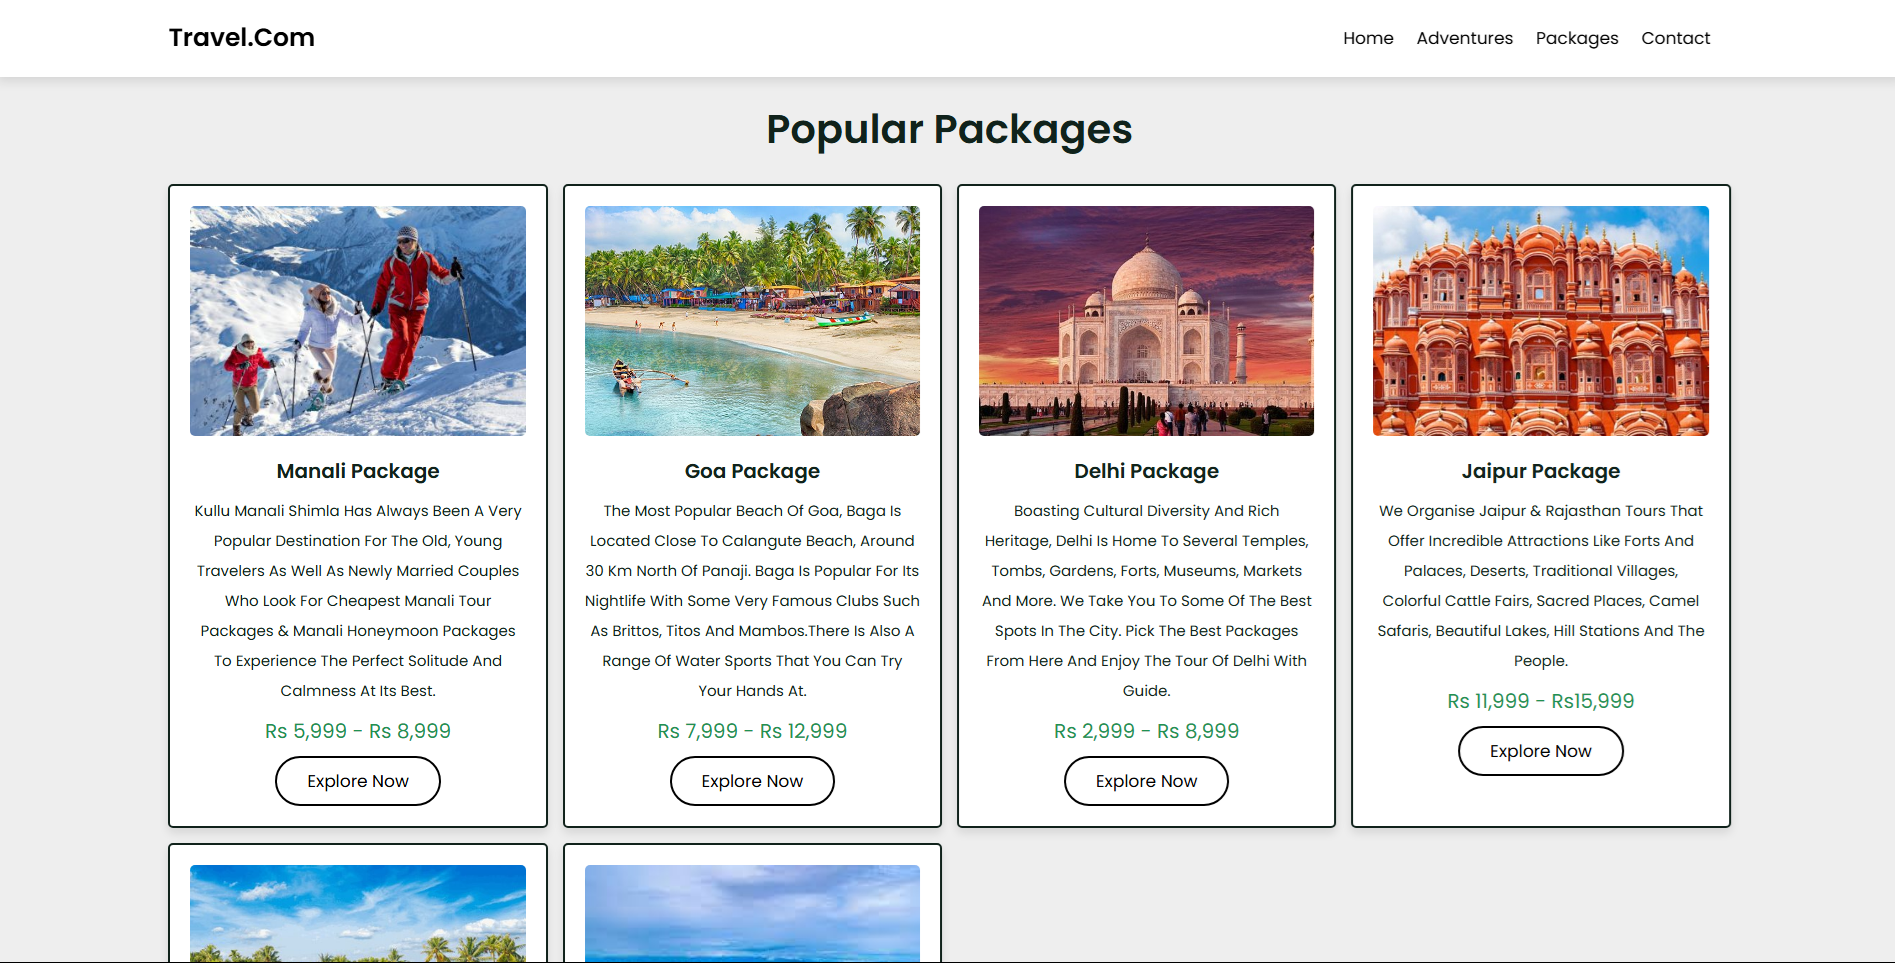 Travel.Com
Home Adventures Packages Contact
Popular Packages
Manali Package
Kullu Manali Shimla Has Always Been A Very
Popular Destination For The Old, Young
Travelers As Well As Newly Married Couples
Who Look For Cheapest Manali Tour
Packages & Manali Honeymoon Packages
To Experience The Perfect Solitude And
Calmness At Its Best.
Rs 5,999 - Rs 8,999
Explore Now
Goa Package
The Most Popular Beach Of Goa, Baga Is
Located Close To Calangute Beach, Around
30 Km North Of Panaji. Baga Is Popular For Its
Nightlife With Some Very Famous Clubs Such
As Brittos, Titos And Mambos.There Is Also A
Range Of Water Sports That You Can Try
Your Hands At.
Rs 7,999 - Rs 12,999
Explore Now
Delhi Package
Boasting Cultural Diversity And Rich
Heritage, Delhi Is Home To Several Temples,
Tombs, Gardens, Forts, Museums, Markets
And More. We Take You To Some Of The Best
Spots In The City. Pick The Best Packages
From Here And Enjoy The Tour Of Delhi With
Guide.
Rs 2,999 - Rs 8,999
Explore Now
Jaipur Package
We Organise Jaipur & Rajasthan Tours That
Offer Incredible Attractions Like Forts And
Palaces, Deserts, Traditional Villages,
Colorful Cattle Fairs, Sacred Places, Camel
Safaris, Beautiful Lakes, Hill Stations And The
People.
Rs 11,999 - Rs15,999
Explore Now